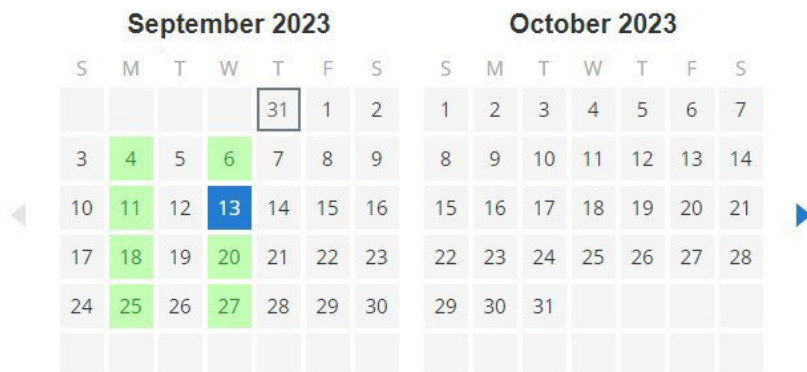 September 2023 October 2023
S M T W T F S S M T W T F S
31 1 2 1 2 3 4 5 6 7
3 4 5 6 7 8 9 8 9 10 11 12 13 14
10 11 12 13 14 15 16 15 16 17 18 19 20 21
17 18 19 20 21 22 23 22 23 24 25 26 27 28
24 25 26 27 28 29 30 29 30 31